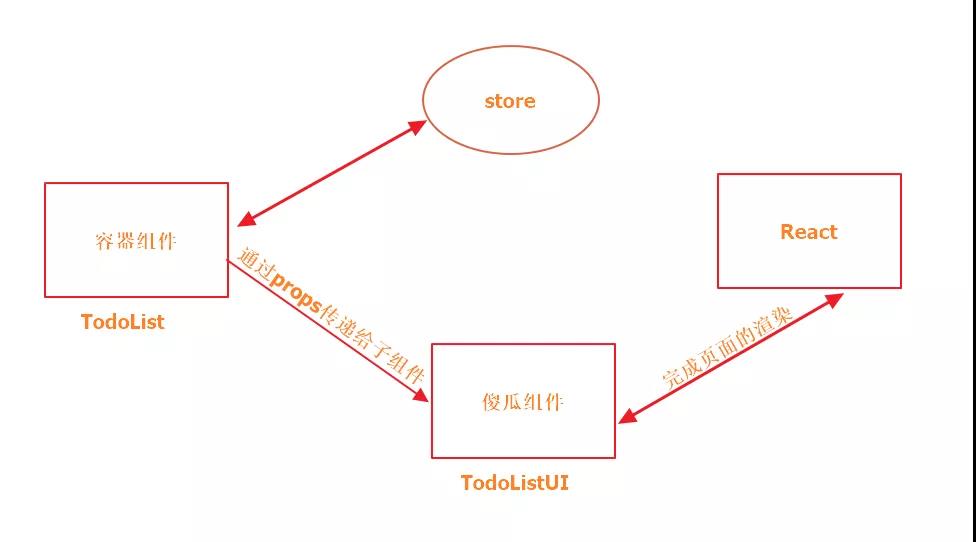 store
React
容器组件
TodoList
通过props传递给子组件
完成页面的渲染
傻瓜组件
TodoListUI